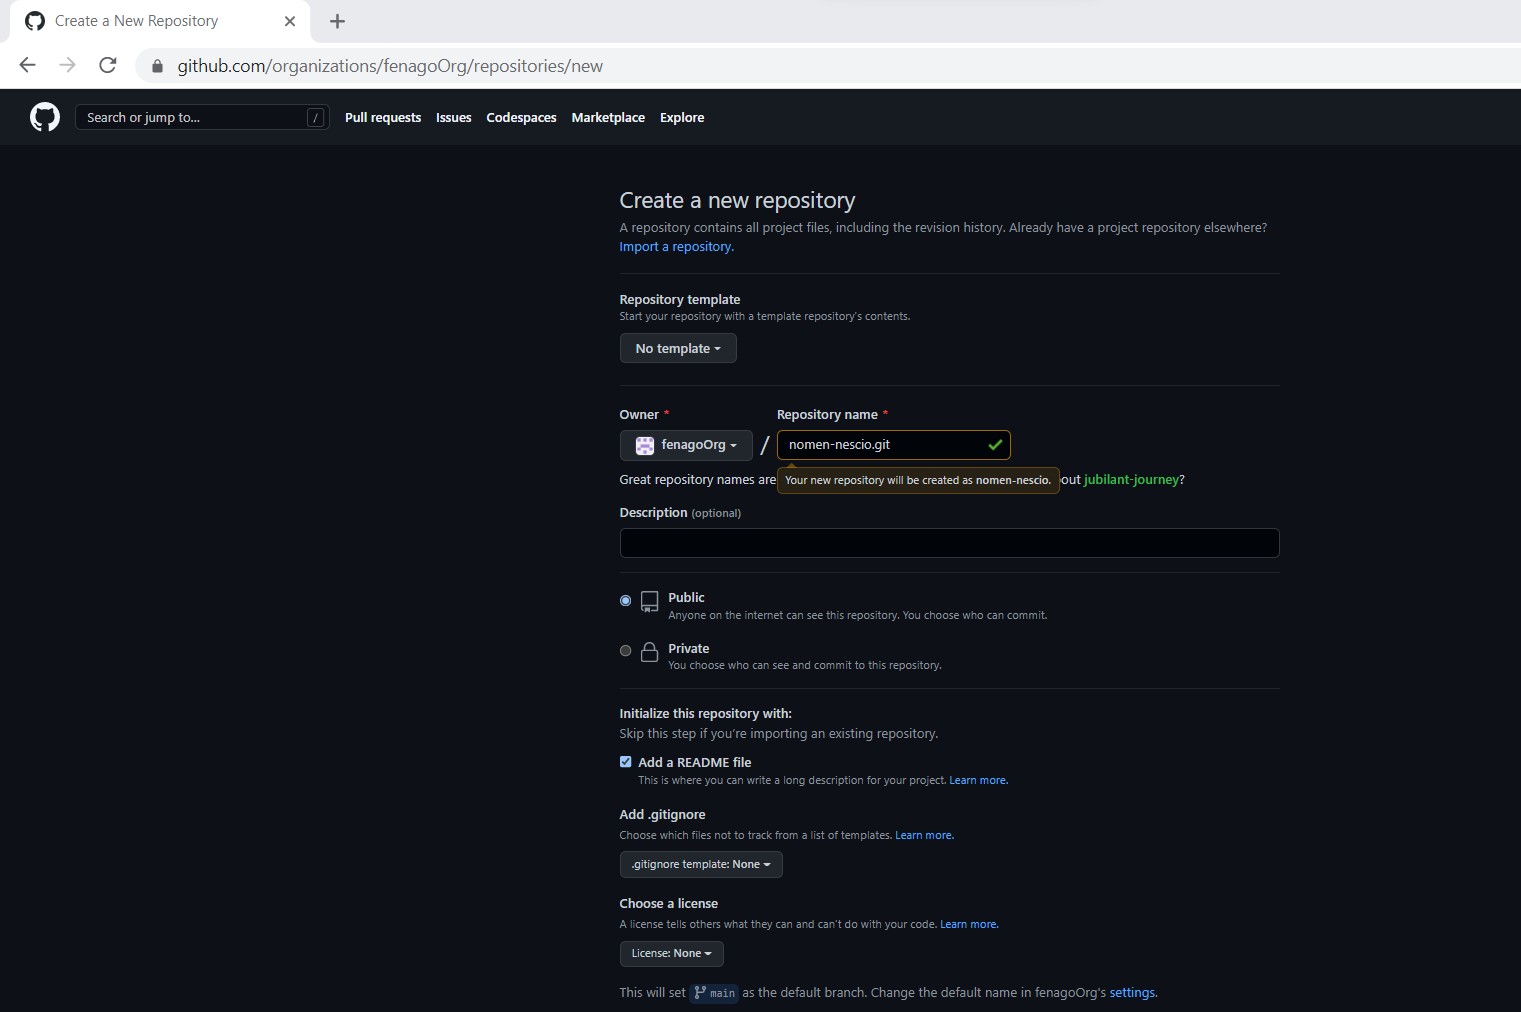 Create a New Repository
github.com/organizations/fenagoOrg/repositories/new
Search or jump to... / Pull requests Issues Codespaces Marketplace Explore
Create a new repository
A repository contains all project files, including the revision history. Already have a project repository elsewhere?
Import a repository.
Repository template
Start your repository with a template repository's contents.
No template
Owner * Repository name *
fenagoOrg / nomen-nescio.git
Great repository names are Your new repository will be created as nomen-nescio. out jubilant-journey?
Description (optional)
Public
Anyone on the internet can see this repository. You choose who can commit.
Private
You choose who can see and commit to this repository.
Initialize this repository with:
Skip this step if you're importing an existing repository.
Add a README file
This is where you can write a long description for your project. Learn more.
Add .gitignore
Choose which files not to track from a list of templates. Learn more.
.gitignore template: None
Choose a license
A license tells others what they can and can't do with your code. Learn more.
License: None
This will set main as the default branch. Change the default name in fenagoOrg's settings.